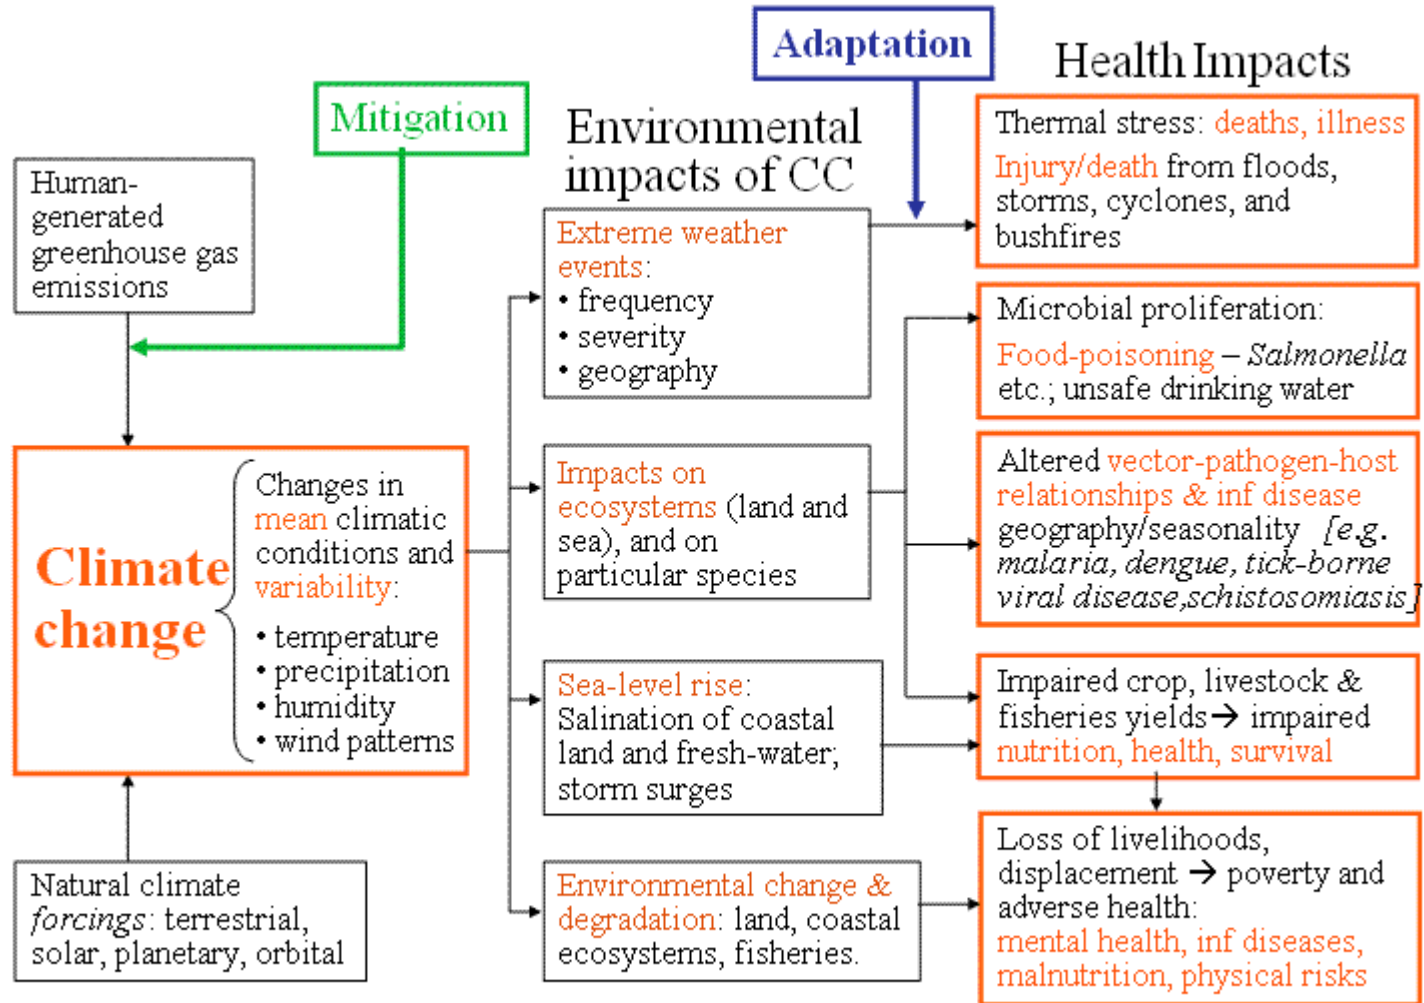 Adaptation
Health Impacts
Mitigation
Environmental
impacts of CC
Human-
generated
greenhouse gas
emissions
Climate
change
Changes in
mean climatic
conditions and
variability:
• temperature
• precipitation
• humidity
• wind patterns
Natural climate
forcings: terrestrial,
solar, planetary, orbital
Extreme weather
events:
• frequency
• severity
• geography
Impacts on
ecosystems (land and
sea), and on
particular species
Sea-level rise:
Salination of coastal
land and fresh-water;
storm surges
Environmental change &
degradation: land, coastal
ecosystems, fisheries.
Thermal stress: deaths, illness
Injury/death from floods,
storms, cyclones, and
bushfires
Microbial proliferation:
Food-poisoning – Salmonella
etc.; unsafe drinking water
Altered vector-pathogen-host
relationships & inf disease
geography/seasonality [e.g.
malaria, dengue, tick-borne
viral disease,schistosomiasis]
Impaired crop, livestock &
fisheries yields→ impaired
nutrition, health, survival
Loss of livelihoods,
displacement → poverty and
adverse health:
mental health, inf diseases,
malnutrition, physical risks